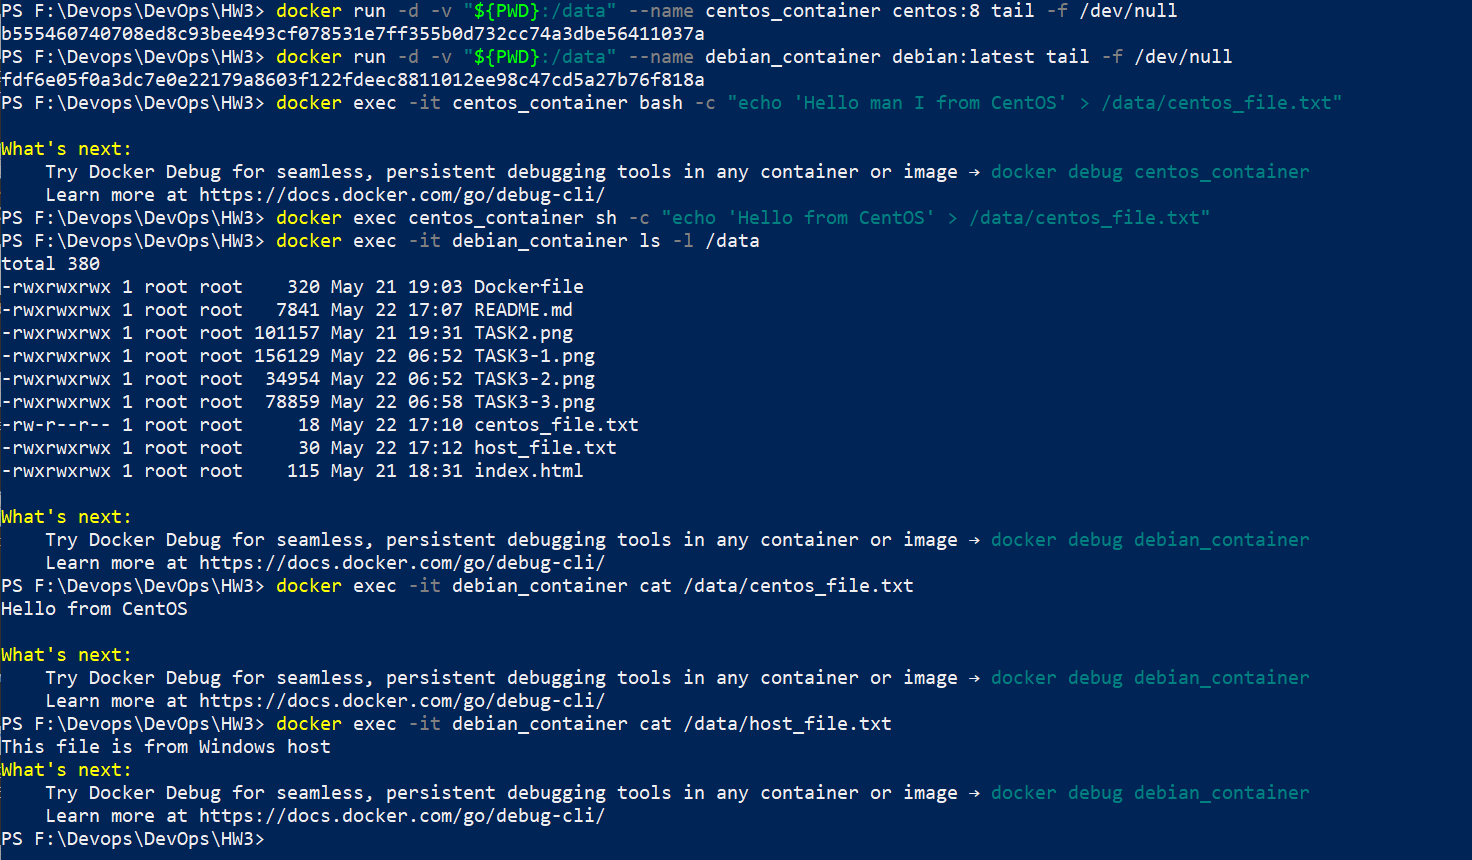 PS F:\Devops\DevOps\HW3> docker run -d -v "${PWD}:/data" --name centos_container centos:8 tail -f /dev/null
b555460740708ed8c93bee493cf078531e7ff355b0d732cc74a3dbe56411037a
PS F:\Devops\DevOps\HW3> docker run -d -v "${PWD}:/data" --name debian_container debian:latest tail -f /dev/null
fdf6e05f0a3dc7e0e22179a8603f122fdeec8811012ee98c47cd5a27b76f818a
PS F:\Devops\DevOps\HW3> docker exec -it centos_container bash -c "echo 'Hello man I from CentOS' > /data/centos_file.txt"
What's next:
    Try Docker Debug for seamless, persistent debugging tools in any container or image → docker debug centos_container
    Learn more at https://docs.docker.com/go/debug-cli/
PS F:\Devops\DevOps\HW3> docker exec centos_container sh -c "echo 'Hello from CentOS' > /data/centos_file.txt"
PS F:\Devops\DevOps\HW3> docker exec -it debian_container ls -l /data
total 380
-rwxrwxrwx 1 root root    320 May 21 19:03 Dockerfile
-rwxrwxrwx 1 root root   7841 May 22 17:07 README.md
-rwxrwxrwx 1 root root 101157 May 21 19:31 TASK2.png
-rwxrwxrwx 1 root root 156129 May 22 06:52 TASK3-1.png
-rwxrwxrwx 1 root root  34954 May 22 06:52 TASK3-2.png
-rwxrwxrwx 1 root root  78859 May 22 06:58 TASK3-3.png
-rw-r--r-- 1 root root     18 May 22 17:10 centos_file.txt
-rwxrwxrwx 1 root root     30 May 22 17:12 host_file.txt
-rwxrwxrwx 1 root root    115 May 21 18:31 index.html
What's next:
    Try Docker Debug for seamless, persistent debugging tools in any container or image → docker debug debian_container
    Learn more at https://docs.docker.com/go/debug-cli/
PS F:\Devops\DevOps\HW3> docker exec -it debian_container cat /data/centos_file.txt
Hello from CentOS
What's next:
    Try Docker Debug for seamless, persistent debugging tools in any container or image → docker debug debian_container
    Learn more at https://docs.docker.com/go/debug-cli/
PS F:\Devops\DevOps\HW3> docker exec -it debian_container cat /data/host_file.txt
This file is from Windows host
What's next:
    Try Docker Debug for seamless, persistent debugging tools in any container or image → docker debug debian_container
    Learn more at https://docs.docker.com/go/debug-cli/
PS F:\Devops\DevOps\HW3>